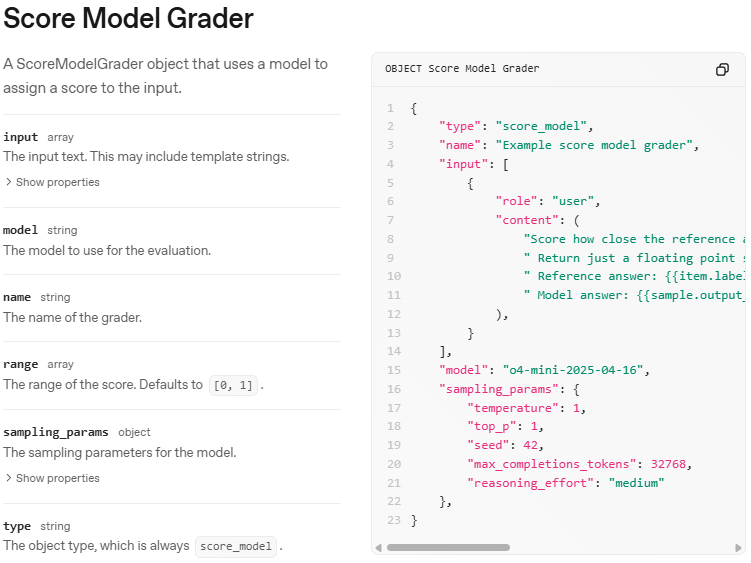 Score Model Grader
A ScoreModelGrader object that uses a model to
assign a score to the input.
input array
The input text. This may include template strings.
Show properties
model string
The model to use for the evaluation.
name string
The name of the grader.
range array
The range of the score. Defaults to [0, 1] .
sampling_params object
The sampling parameters for the model.
Show properties
type string
The object type, which is always score_model .
OBJECT Score Model Grader
1 {
2 "type": "score_model",
3 "name": "Example score model grader",
4 "input": [
5 {
6 "role": "user",
7 "content": (
8 "Score how close the reference
9 " Return just a floating point
10 " Reference answer: {{item.label
11 " Model answer: {{sample.output_
12 ),
13 }
14 ],
15 "model": "o4-mini-2025-04-16",
16 "sampling_params": {
17 "temperature": 1,
18 "top_p": 1,
19 "seed": 42,
20 "max_completions_tokens": 32768,
21 "reasoning_effort": "medium"
22 },
23 }